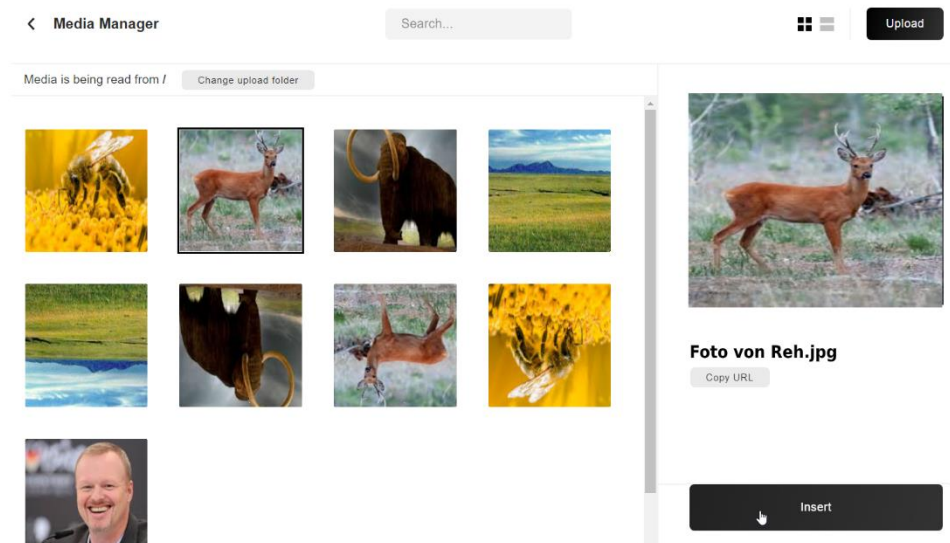 Media Manager
Search...
Upload
Media is being read from /
Change upload folder
Foto von Reh.jpg
Copy URL
Insert